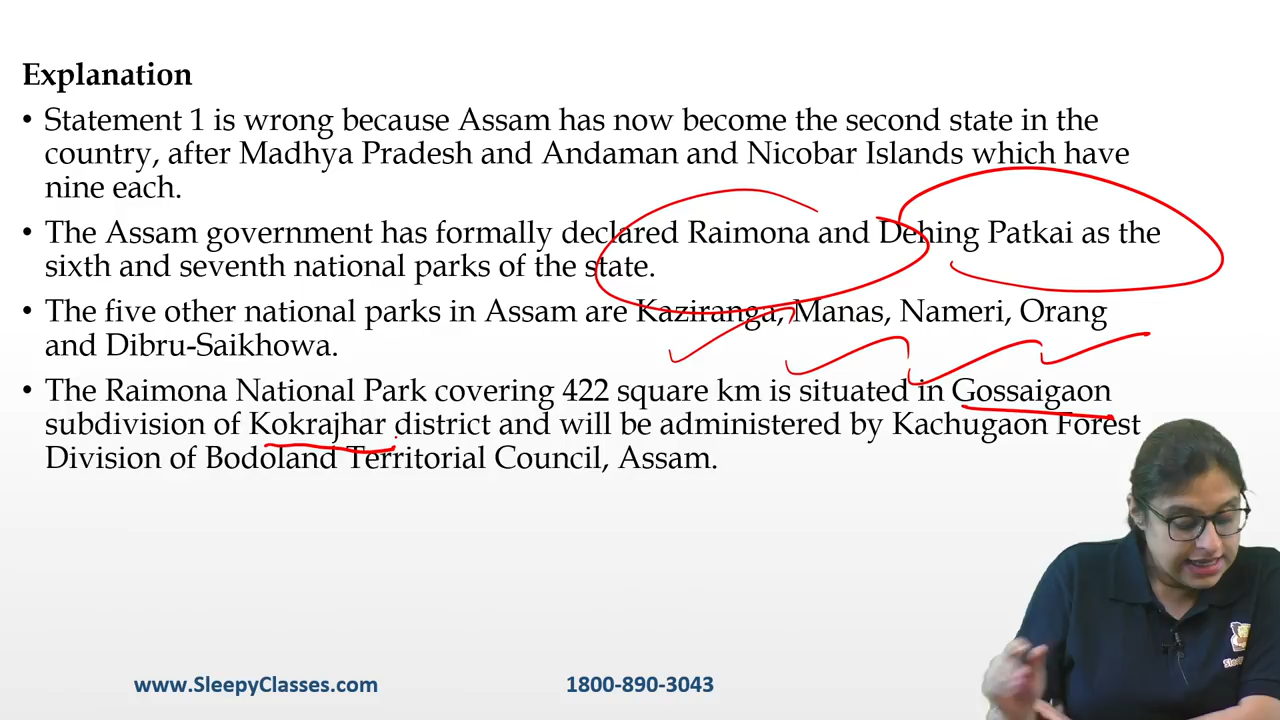 Explanation
• Statement 1 is wrong because Assam has now become the second state in the
country, after Madhya Pradesh and Andaman and Nicobar Islands which have
nine each.
• The Assam government has formally declared Raimona and Dehing Patkai as the
sixth and seventh national parks of the state.
• The five other national parks in Assam are Kaziranga, Manas, Nameri, Orang
and Dibru-Saikhowa.
• The Raimona National Park covering 422 square km is situated in Gossaigaon
subdivision of Kokrajhar district and will be administered by Kachugaon Forest
Division of Bodoland Territorial Council, Assam.
www.SleepyClasses.com 1800-890-3043